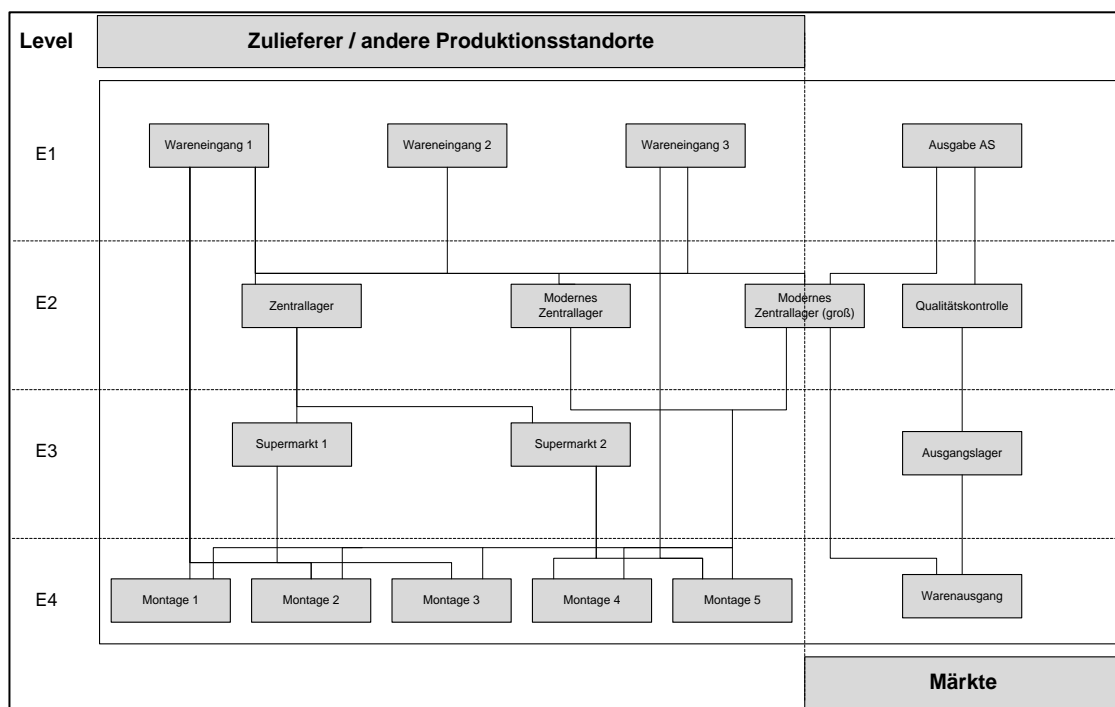 Level
Zulieferer / andere Produktionsstandorte
E1
Wareneingang 1
Wareneingang 2
Wareneingang 3
Ausgabe AS
E2
Zentrallager
Modernes
Zentrallager
Modernes
Zentrallager (groß)
Qualitätskontrolle
E3
Supermarkt 1
Supermarkt 2
Ausgangslager
E4
Montage 1
Montage 2
Montage 3
Montage 4
Montage 5
Warenausgang
Märkte